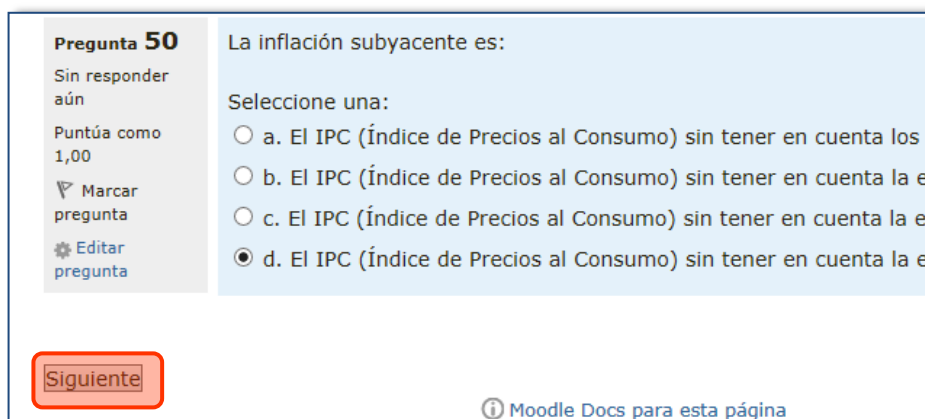 Pregunta 50
Sin responder
aún
Puntúa como
1,00
Marcar
pregunta
Editar
pregunta
La inflación subyacente es:
Seleccione una:
a. El IPC (Índice de Precios al Consumo) sin tener en cuenta los
b. El IPC (Índice de Precios al Consumo) sin tener en cuenta la e
c. El IPC (Índice de Precios al Consumo) sin tener en cuenta la e
d. El IPC (Índice de Precios al Consumo) sin tener en cuenta la e
Siguiente
Moodle Docs para esta página